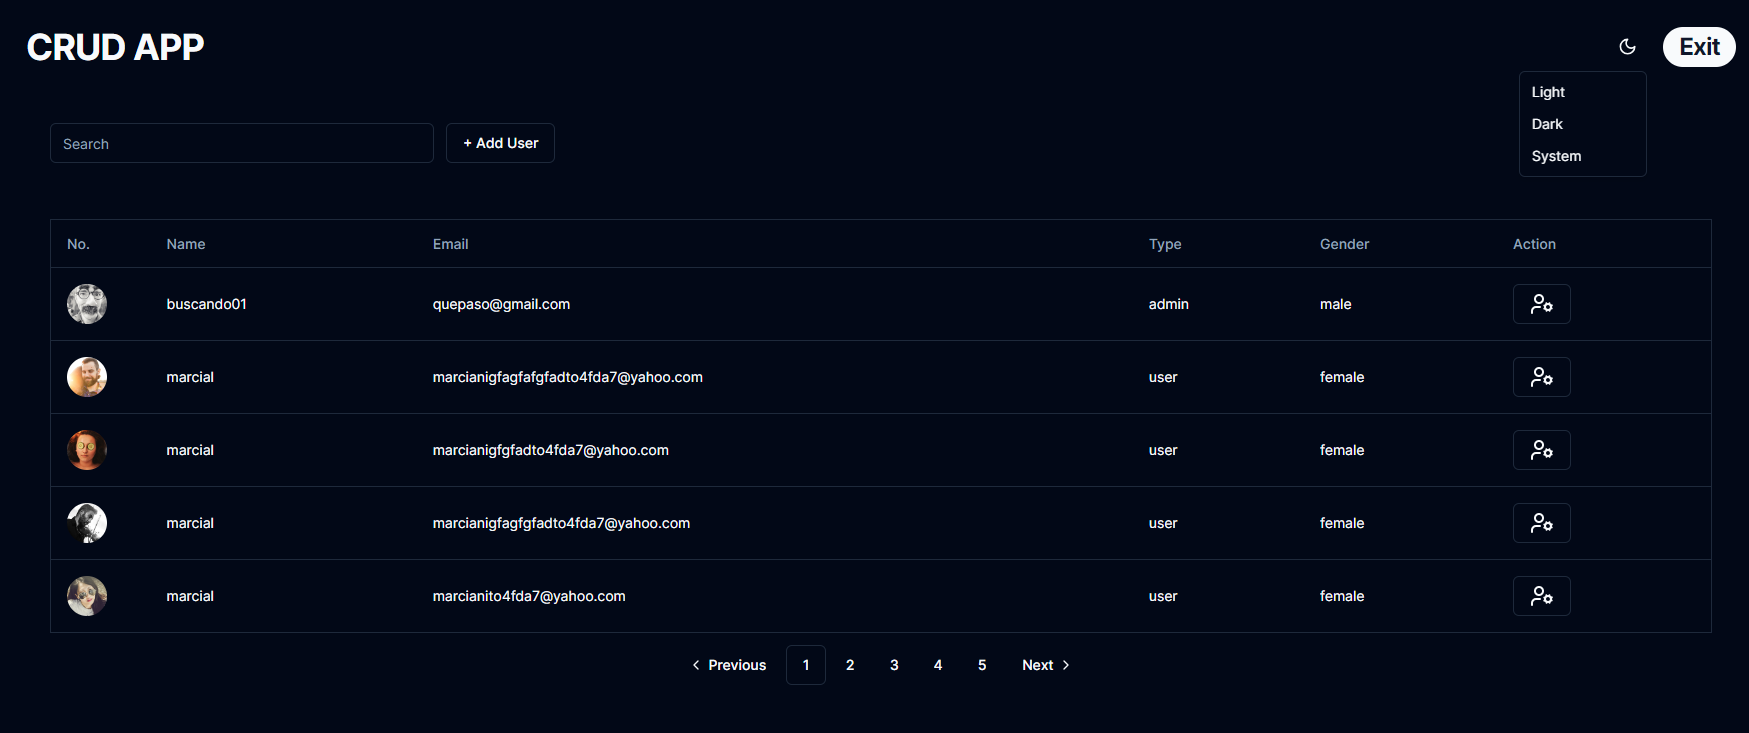 CRUD APP
Exit
Light
Dark
System
Search
+ Add User
No. Name Email Type Gender Action
buscando01 quepaso@gmail.com admin male
marcial marcianigfagfafgfadto4fda7@yahoo.com user female
marcial marcianigfgfadto4fda7@yahoo.com user female
marcial marcianigfagfgfadto4fda7@yahoo.com user female
marcial marcianito4fda7@yahoo.com user female
Previous 1 2 3 4 5 Next